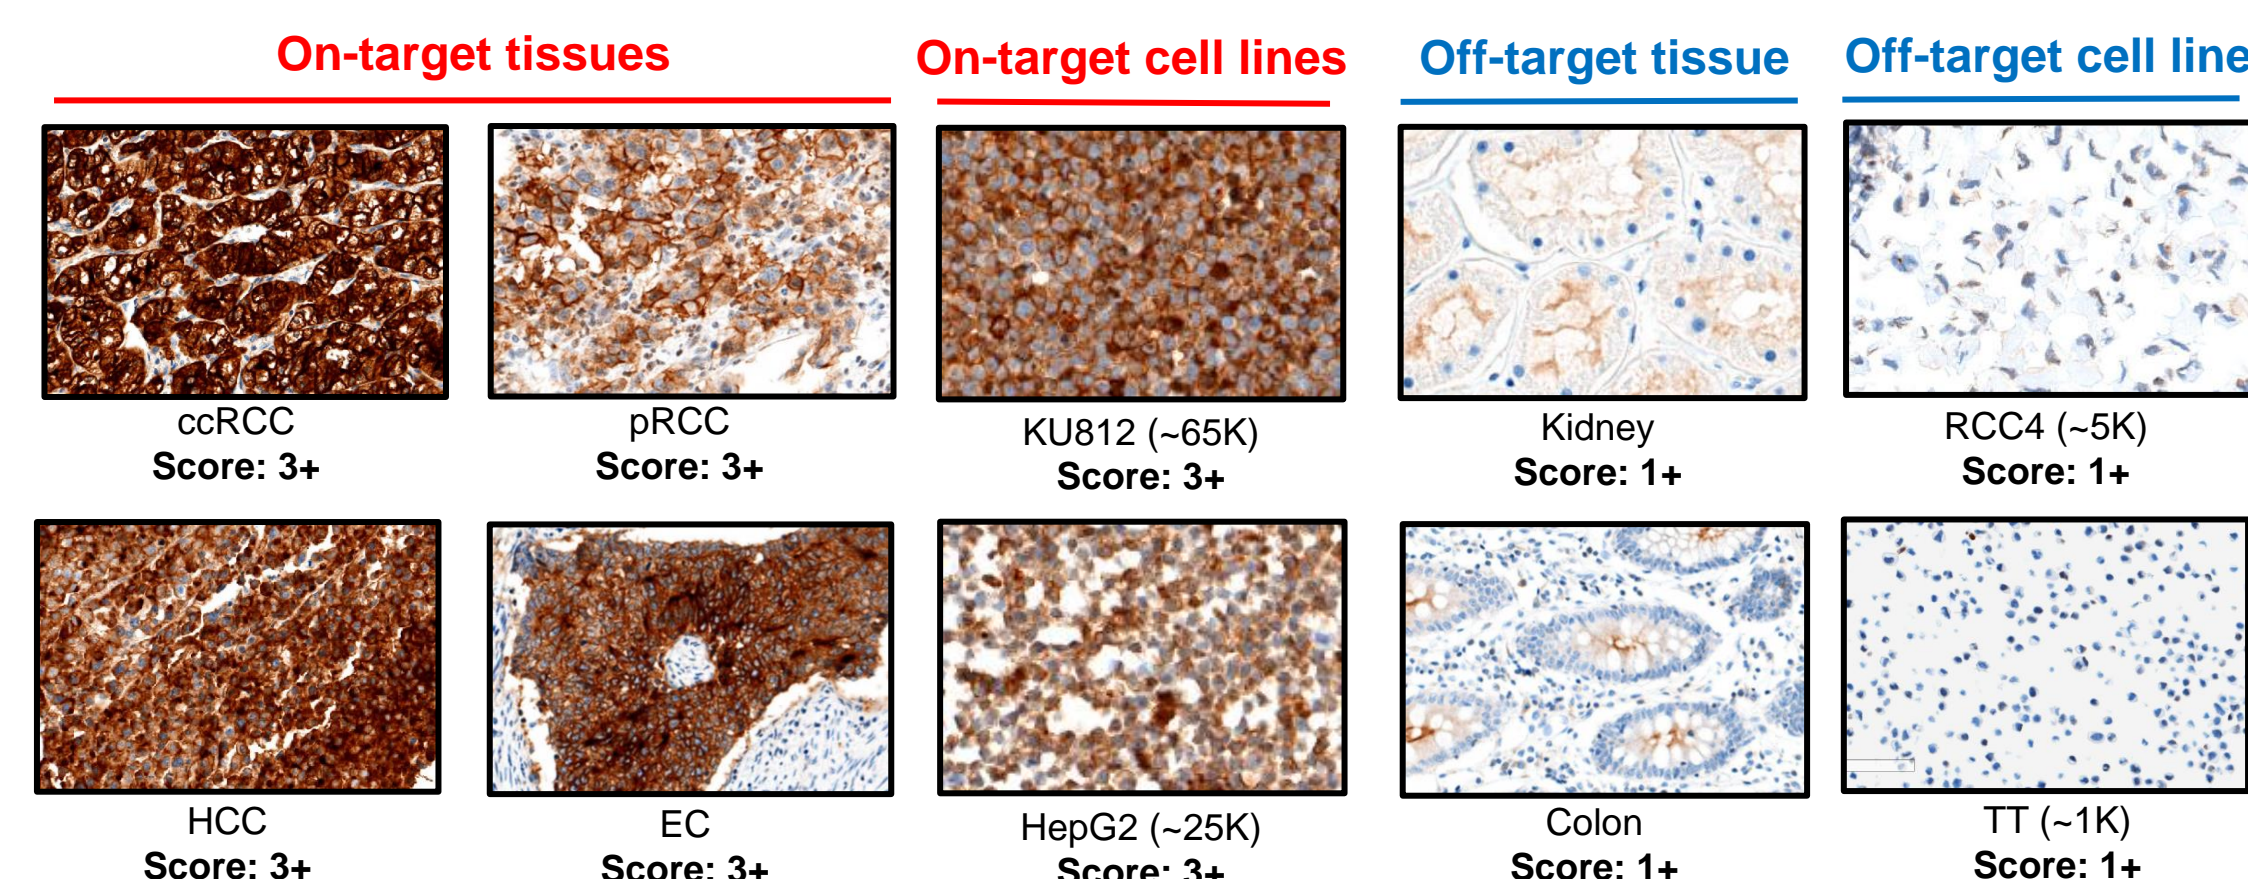 On-target tissues
On-target cell lines
Off-target tissue
Off-target cell line
ccRCC
Score: 3+
pRCC
Score: 3+
KU812 (~65K)
Score: 3+
Kidney
Score: 1+
RCC4 (~5K)
Score: 1+
HCC
Score: 3+
EC
Score: 3+
HepG2 (~25K)
Score: 3+
Colon
Score: 1+
TT (~1K)
Score: 1+